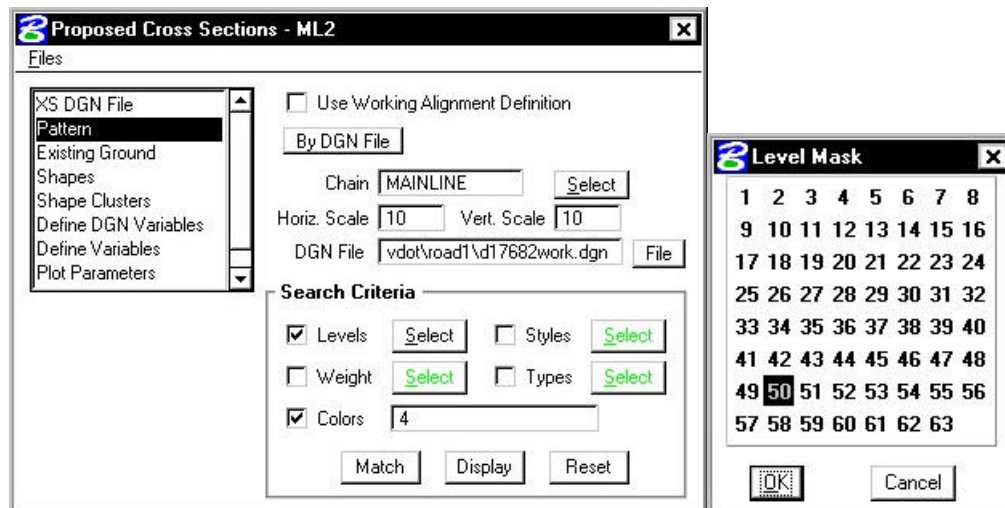 Proposed Cross Sections - ML2
Files
XS DGN File
Pattern
Existing Ground
Shapes
Shape Clusters
Define DGN Variables
Define Variables
Plot Parameters
Use Working Alignment Definition
By DGN File
Chain MAINLINE Select
Horiz. Scale 10 Vert. Scale 10
DGN File vdot\road1\d17682work.dgn File
Search Criteria
Levels Select Styles Select
Weight Select Types Select
Colors 4
Match Display Reset
Level Mask
1 2 3 4 5 6 7 8
9 10 11 12 13 14 15 16
17 18 19 20 21 22 23 24
25 26 27 28 29 30 31 32
33 34 35 36 37 38 39 40
41 42 43 44 45 46 47 48
49 50 51 52 53 54 55 56
57 58 59 60 61 62 63
OK Cancel